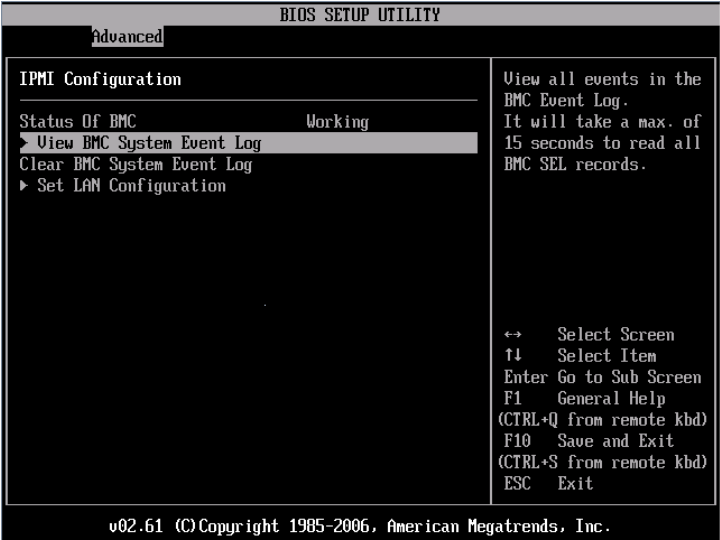 BIOS SETUP UTILITY
Advanced
IPMI Configuration
Status Of BMC Working
▶ View BMC System Event Log
Clear BMC System Event Log
▶ Set LAN Configuration
View all events in the
BMC Event Log.
It will take a max. of
15 seconds to read all
BMC SEL records.
↔ Select Screen
↑↓ Select Item
Enter Go to Sub Screen
F1 General Help
(CTRL+Q from remote kbd)
F10 Save and Exit
(CTRL+S from remote kbd)
ESC Exit
v02.61 (C)Copyright 1985-2006, American Megatrends, Inc.